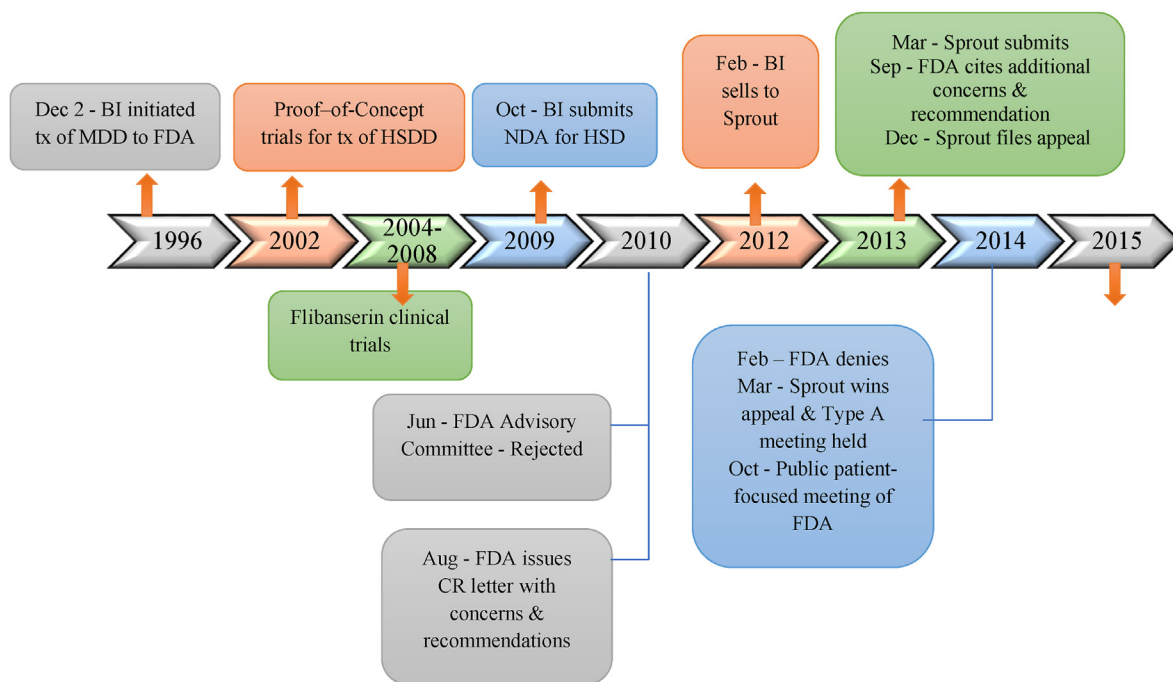 Dec 2 - BI initiated
tx of MDD to FDA
Proof–of-Concept
trials for tx of HSDD
Oct - BI submits
NDA for HSD
Feb - BI
sells to
Sprout
Mar - Sprout submits
Sep - FDA cites additional
concerns &
recommendation
Dec - Sprout files appeal
1996
2002
2004-
2008
2009
2010
2012
2013
2014
2015
Flibanserin clinical
trials
Jun - FDA Advisory
Committee - Rejected
Aug - FDA issues
CR letter with
concerns &
recommendations
Feb – FDA denies
Mar - Sprout wins
appeal & Type A
meeting held
Oct - Public patient-
focused meeting of
FDA